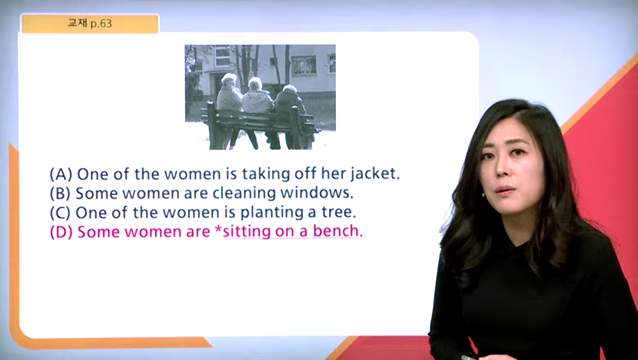 교재 p.63
(A) One of the women is taking off her jacket.
(B) Some women are cleaning windows.
(C) One of the women is planting a tree.
(D) Some women are *sitting on a bench.